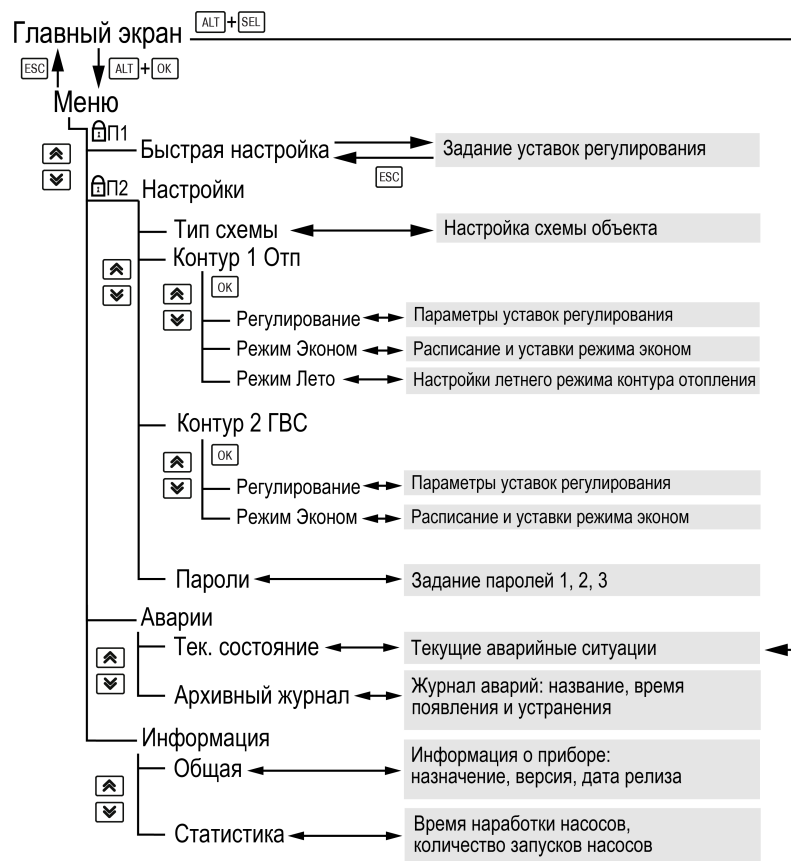 Главный экран ALT+SEL
ESC ALT+OK
Меню
П1
Быстрая настройка Задание уставок регулирования
ESC
П2 Настройки
Тип схемы Настройка схемы объекта
Контур 1 Отп
OK
Регулирование Параметры уставок регулирования
Режим Эконом Расписание и уставки режима эконом
Режим Лето Настройки летнего режима контура отопления
Контур 2 ГВС
OK
Регулирование Параметры уставок регулирования
Режим Эконом Расписание и уставки режима эконом
Пароли Задание паролей 1, 2, 3
Аварии
Тек. состояние Текущие аварийные ситуации
Архивный журнал Журнал аварий: название, время
появления и устранения
Информация
Общая Информация о приборе:
назначение, версия, дата релиза
Статистика Время наработки насосов,
количество запусков насосов